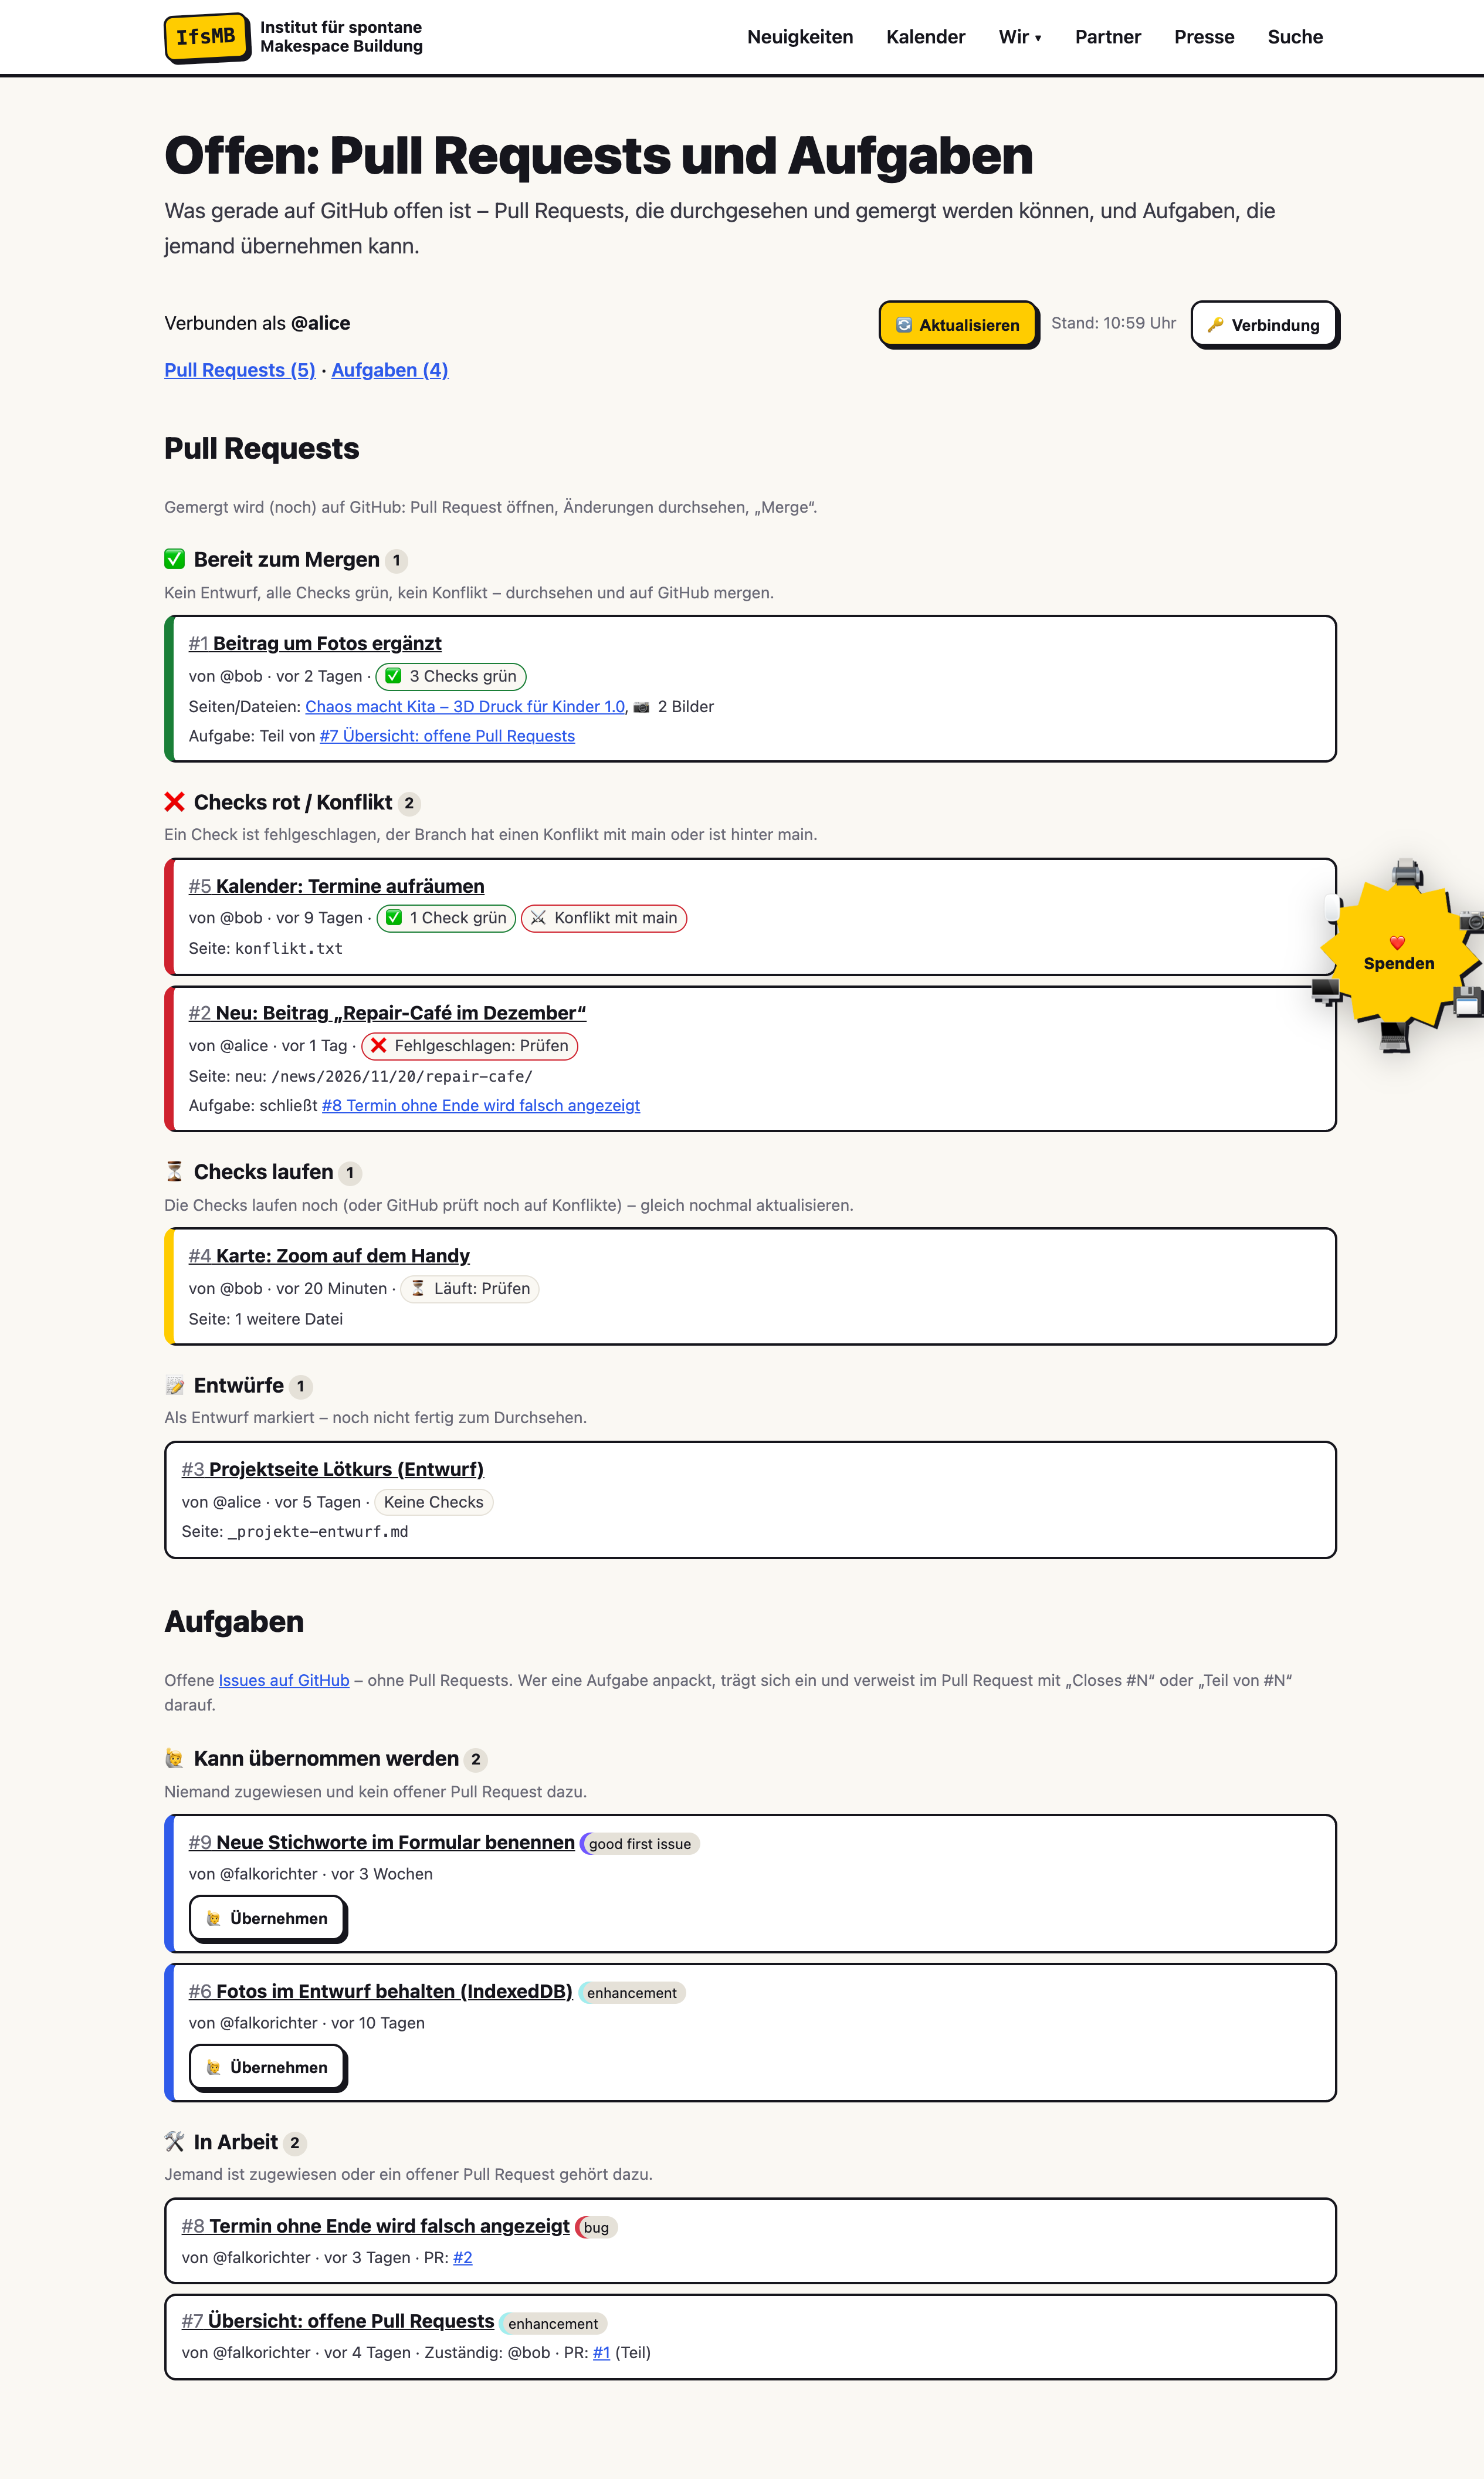 IfsMB
Institut für spontane
Makespace Buildung
Neuigkeiten Kalender Wir ▾ Partner Presse Suche
Offen: Pull Requests und Aufgaben
Was gerade auf GitHub offen ist – Pull Requests, die durchgesehen und gemergt werden können, und Aufgaben, die
jemand übernehmen kann.
Verbunden als @alice
Aktualisieren Stand: 10:59 Uhr Verbindung
Pull Requests (5) · Aufgaben (4)
Pull Requests
Gemergt wird (noch) auf GitHub: Pull Request öffnen, Änderungen durchsehen, „Merge“.
Bereit zum Mergen 1
Kein Entwurf, alle Checks grün, kein Konflikt – durchsehen und auf GitHub mergen.
#1 Beitrag um Fotos ergänzt
von @bob · vor 2 Tagen · ✅ 3 Checks grün
Seiten/Dateien: Chaos macht Kita – 3D Druck für Kinder 1.0, 📷 2 Bilder
Aufgabe: Teil von #7 Übersicht: offene Pull Requests
Checks rot / Konflikt 2
Ein Check ist fehlgeschlagen, der Branch hat einen Konflikt mit main oder ist hinter main.
#5 Kalender: Termine aufräumen
von @bob · vor 9 Tagen · ✅ 1 Check grün ⚔ Konflikt mit main
Seite: konflikt.txt
Spenden
#2 Neu: Beitrag „Repair-Café im Dezember“
von @alice · vor 1 Tag · ❌ Fehlgeschlagen: Prüfen
Seite: neu: /news/2026/11/20/repair-cafe/
Aufgabe: schließt #8 Termin ohne Ende wird falsch angezeigt
Checks laufen 1
Die Checks laufen noch (oder GitHub prüft noch auf Konflikte) – gleich nochmal aktualisieren.
#4 Karte: Zoom auf dem Handy
von @bob · vor 20 Minuten · ⏳ Läuft: Prüfen
Seite: 1 weitere Datei
Entwürfe 1
Als Entwurf markiert – noch nicht fertig zum Durchsehen.
#3 Projektseite Lötkurs (Entwurf)
von @alice · vor 5 Tagen · Keine Checks
Seite: _projekte-entwurf.md
Aufgaben
Offene Issues auf GitHub – ohne Pull Requests. Wer eine Aufgabe anpackt, trägt sich ein und verweist im Pull Request mit „Closes #N“ oder „Teil von #N“
darauf.
Kann übernommen werden 2
Niemand zugewiesen und kein offener Pull Request dazu.
#9 Neue Stichworte im Formular benennen good first issue
von @falkorichter · vor 3 Wochen
Übernehmen
#6 Fotos im Entwurf behalten (IndexedDB) enhancement
von @falkorichter · vor 10 Tagen
Übernehmen
In Arbeit 2
Jemand ist zugewiesen oder ein offener Pull Request gehört dazu.
#8 Termin ohne Ende wird falsch angezeigt bug
von @falkorichter · vor 3 Tagen · PR: #2
#7 Übersicht: offene Pull Requests enhancement
von @falkorichter · vor 4 Tagen · Zuständig: @bob · PR: #1 (Teil)